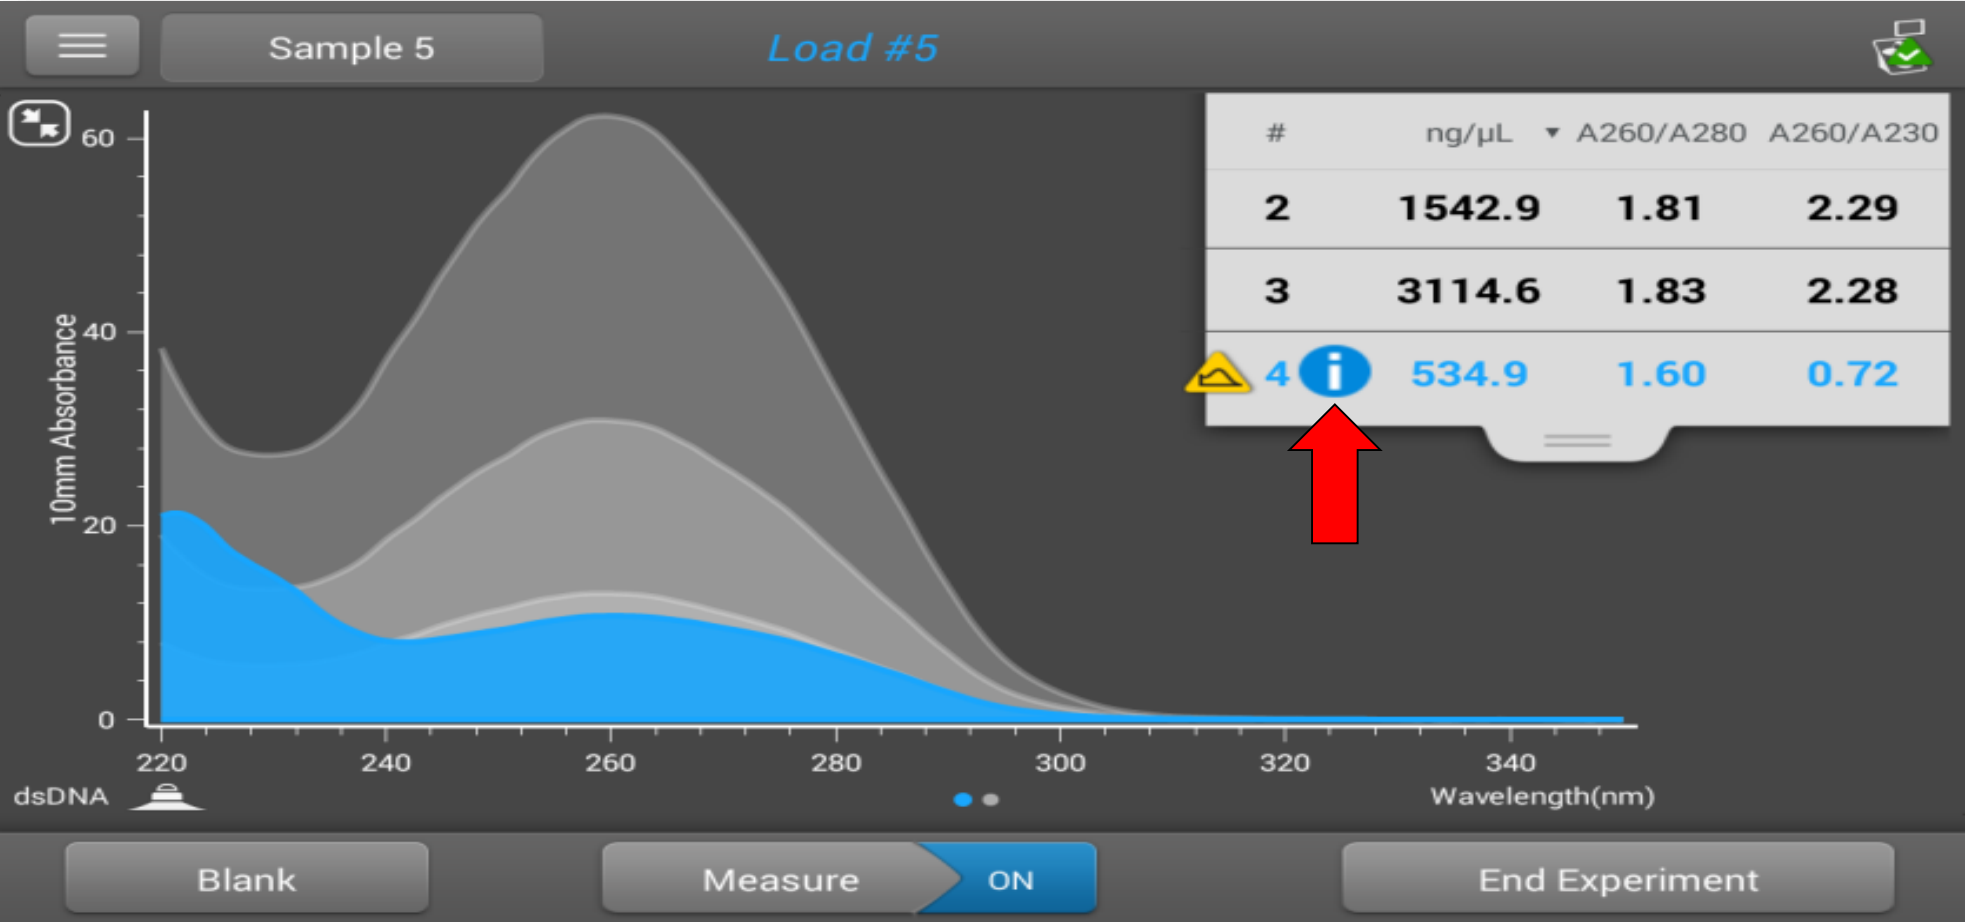 Sample 5
Load #5
# ng/µL ▼ A260/A280 A260/A230
2 1542.9 1.81 2.29
3 3114.6 1.83 2.28
4 i 534.9 1.60 0.72
10mm Absorbance
60
40
20
0
220 240 260 280 300 320 340
dsDNA
Wavelength(nm)
Blank
Measure ON
End Experiment